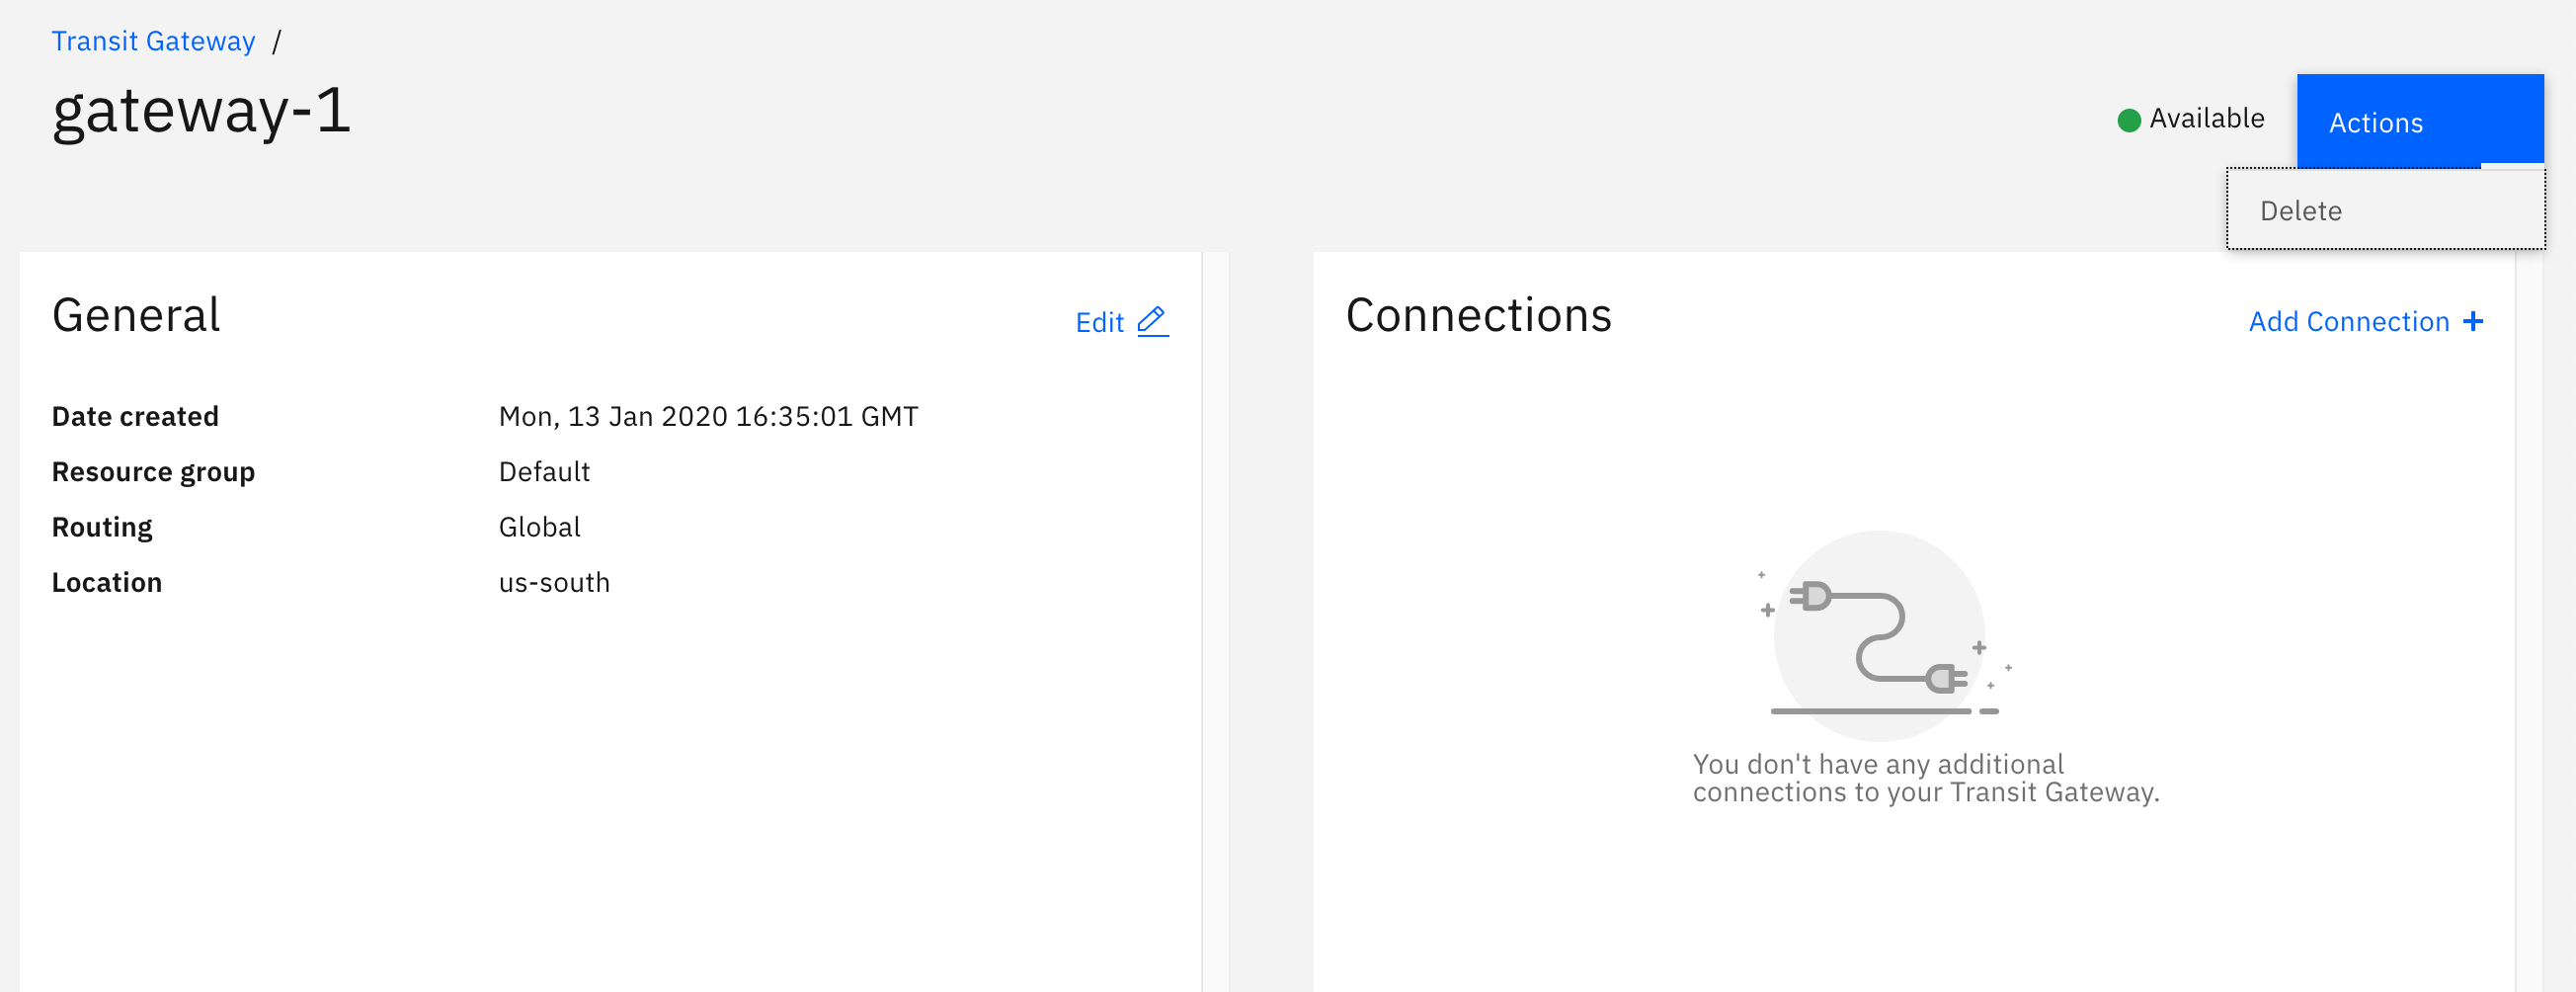 Transit Gateway /
gateway-1
Available
Actions
Delete
General
Edit
Date created Mon, 13 Jan 2020 16:35:01 GMT
Resource group Default
Routing Global
Location us-south
Connections
Add Connection +
You don't have any additional
connections to your Transit Gateway.